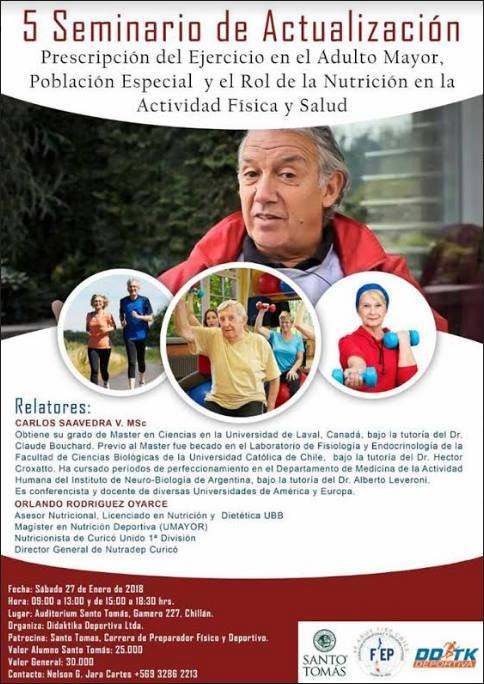 5 Seminario de Actualización
Prescripción del Ejercicio en el Adulto Mayor,
Población Especial y el Rol de la Nutrición en la
Actividad Física y Salud
Relatores:
CARLOS SAAVEDRA V. MSc
Obtiene su grado de Master en Ciencias en la Universidad de Laval, Canadá, bajo la tutoría del Dr.
Claude Bouchard. Previo al Master fue becado en el Laboratorio de Fisiología y Endocrinología de la
Facultad de Ciencias Biológicas de la Universidad Católica de Chile, bajo la tutoría del Dr. Hector
Croxatto. Ha cursado periodos de perfeccionamiento en el Departamento de Medicina de la Actividad
Humana del Instituto de Neuro-Biología de Argentina, bajo la tutoría del Dr. Alberto Leveroni.
Es conferencista y docente de diversas Universidades de América y Europa.
ORLANDO RODRIGUEZ OYARCE
Asesor Nutricional, Licenciado en Nutrición y Dietética UBB
Magíster en Nutrición Deportiva (UMAYOR)
Nutricionista de Curicó Unido 1ª División
Director General de Nutradep Curicó
Fecha: Sábado 27 de Enero de 2018
Hora: 09:00 a 13:00 y de 15:00 a 18:30 hrs.
Lugar: Auditorium Santo Tomás, Gamero 227, Chillán.
Organiza: Didaktika Deportiva Ltda.
Patrocina: Santo Tomas, Carrera de Preparador Físico y Deportivo.
Valor Alumno Santo Tomás: 25.000
Valor General: 30.000
Contacto: Nelson G. Jara Cartes +569 3286 2213
SANTO
TOMÁS
FIEP
DDTK
DEPORTIVA